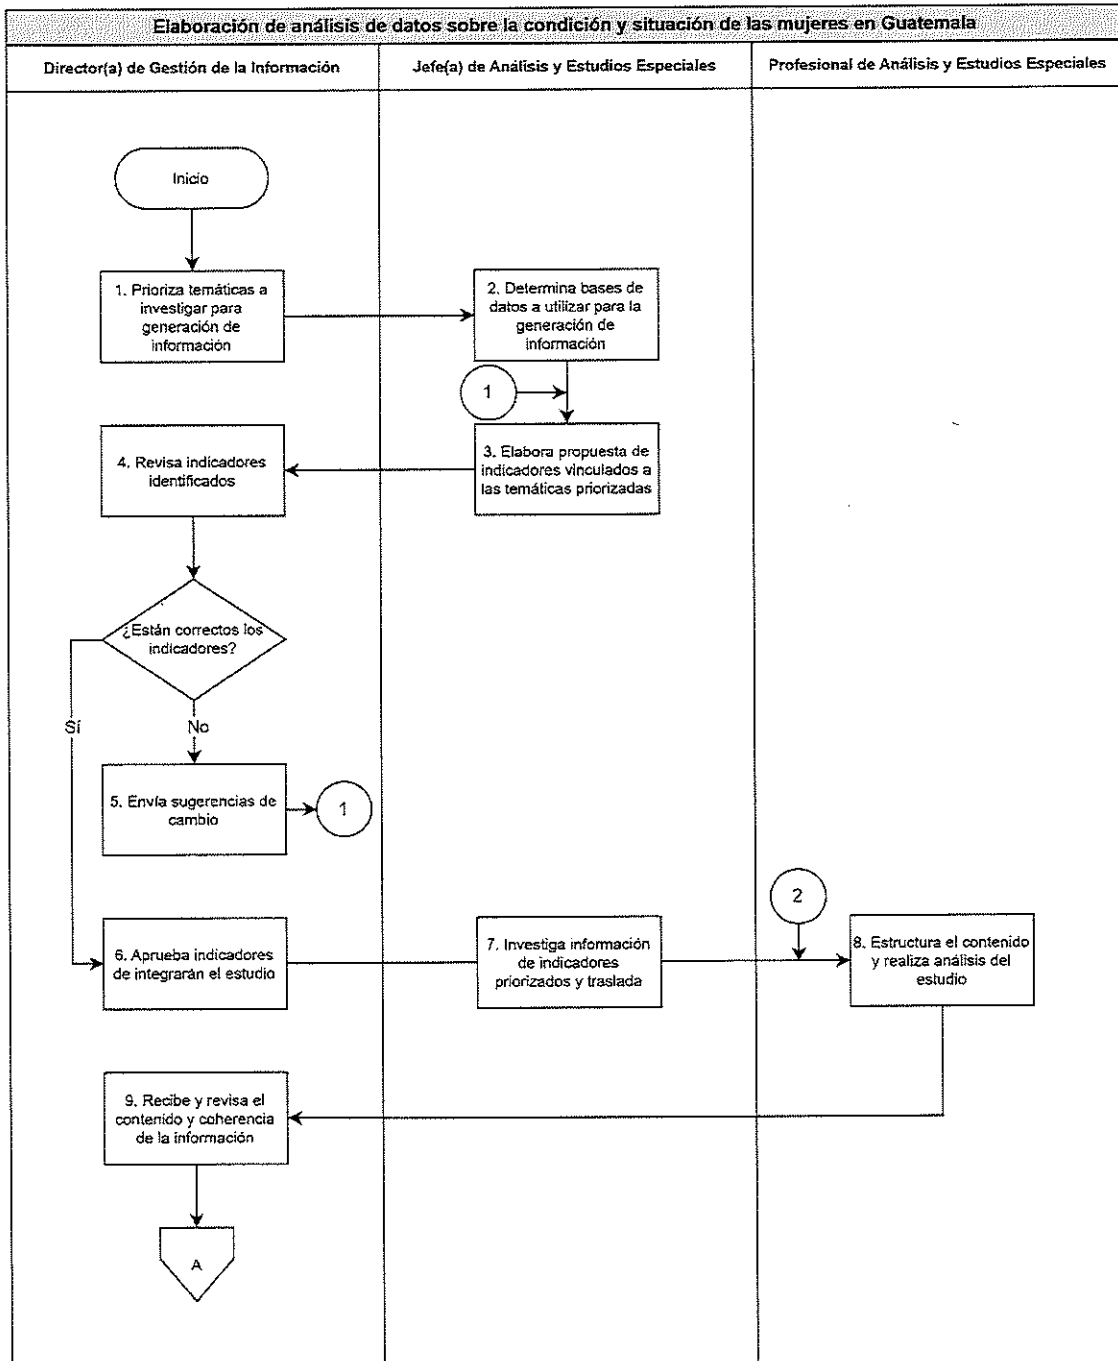 Elaboración de análisis de datos sobre la condición y situación de las mujeres en Guatemala
Director(a) de Gestión de la Información
Jefe(a) de Análisis y Estudios Especiales
Profesional de Análisis y Estudios Especiales
Inicio
1. Prioriza temáticas a
investigar para
generación de
información
2. Determina bases de
datos a utilizar para la
generación de
información
1
3. Elabora propuesta de
indicadores vinculados a
las temáticas priorizadas
4. Revisa indicadores
identificados
¿Están correctos los
indicadores?
Sí
No
5. Envía sugerencias de
cambio
1
6. Aprueba indicadores
de integrarán el estudio
7. Investiga información
de indicadores
priorizados y traslada
2
8. Estructura el contenido
y realiza análisis del
estudio
9. Recibe y revisa el
contenido y coherencia
de la información
A